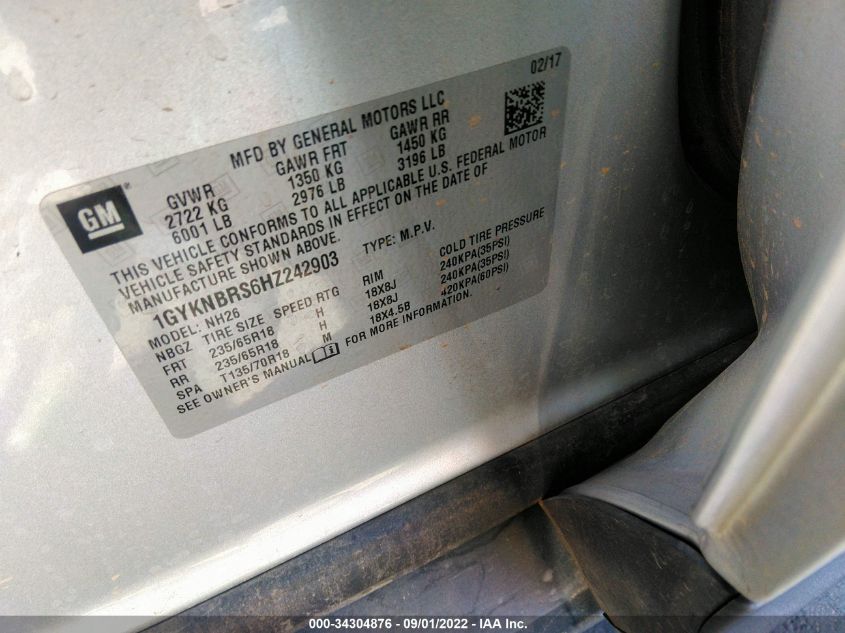 02/17
GM
MFD BY GENERAL MOTORS LLC
GVWR GAWR FRT GAWR RR
2722 KG 1350 KG 1450 KG
6001 LB 2976 LB 3196 LB
THIS VEHICLE CONFORMS TO ALL APPLICABLE U.S. FEDERAL MOTOR
VEHICLE SAFETY STANDARDS IN EFFECT ON THE DATE OF
MANUFACTURE SHOWN ABOVE.
1GYKNBRS6HZ242903 TYPE: M.P.V.
MODEL: NH26
NBGZ TIRE SIZE SPEED RTG RIM COLD TIRE PRESSURE
FRT 235/65R18 H 18X8J 240KPA(35PSI)
RR 235/65R18 H 18X8J 240KPA(35PSI)
SPA T135/70R18 M 18X4.5B 420KPA(60PSI)
SEE OWNER'S MANUAL FOR MORE INFORMATION.
000-34304876 - 09/01/2022 - IAA Inc.